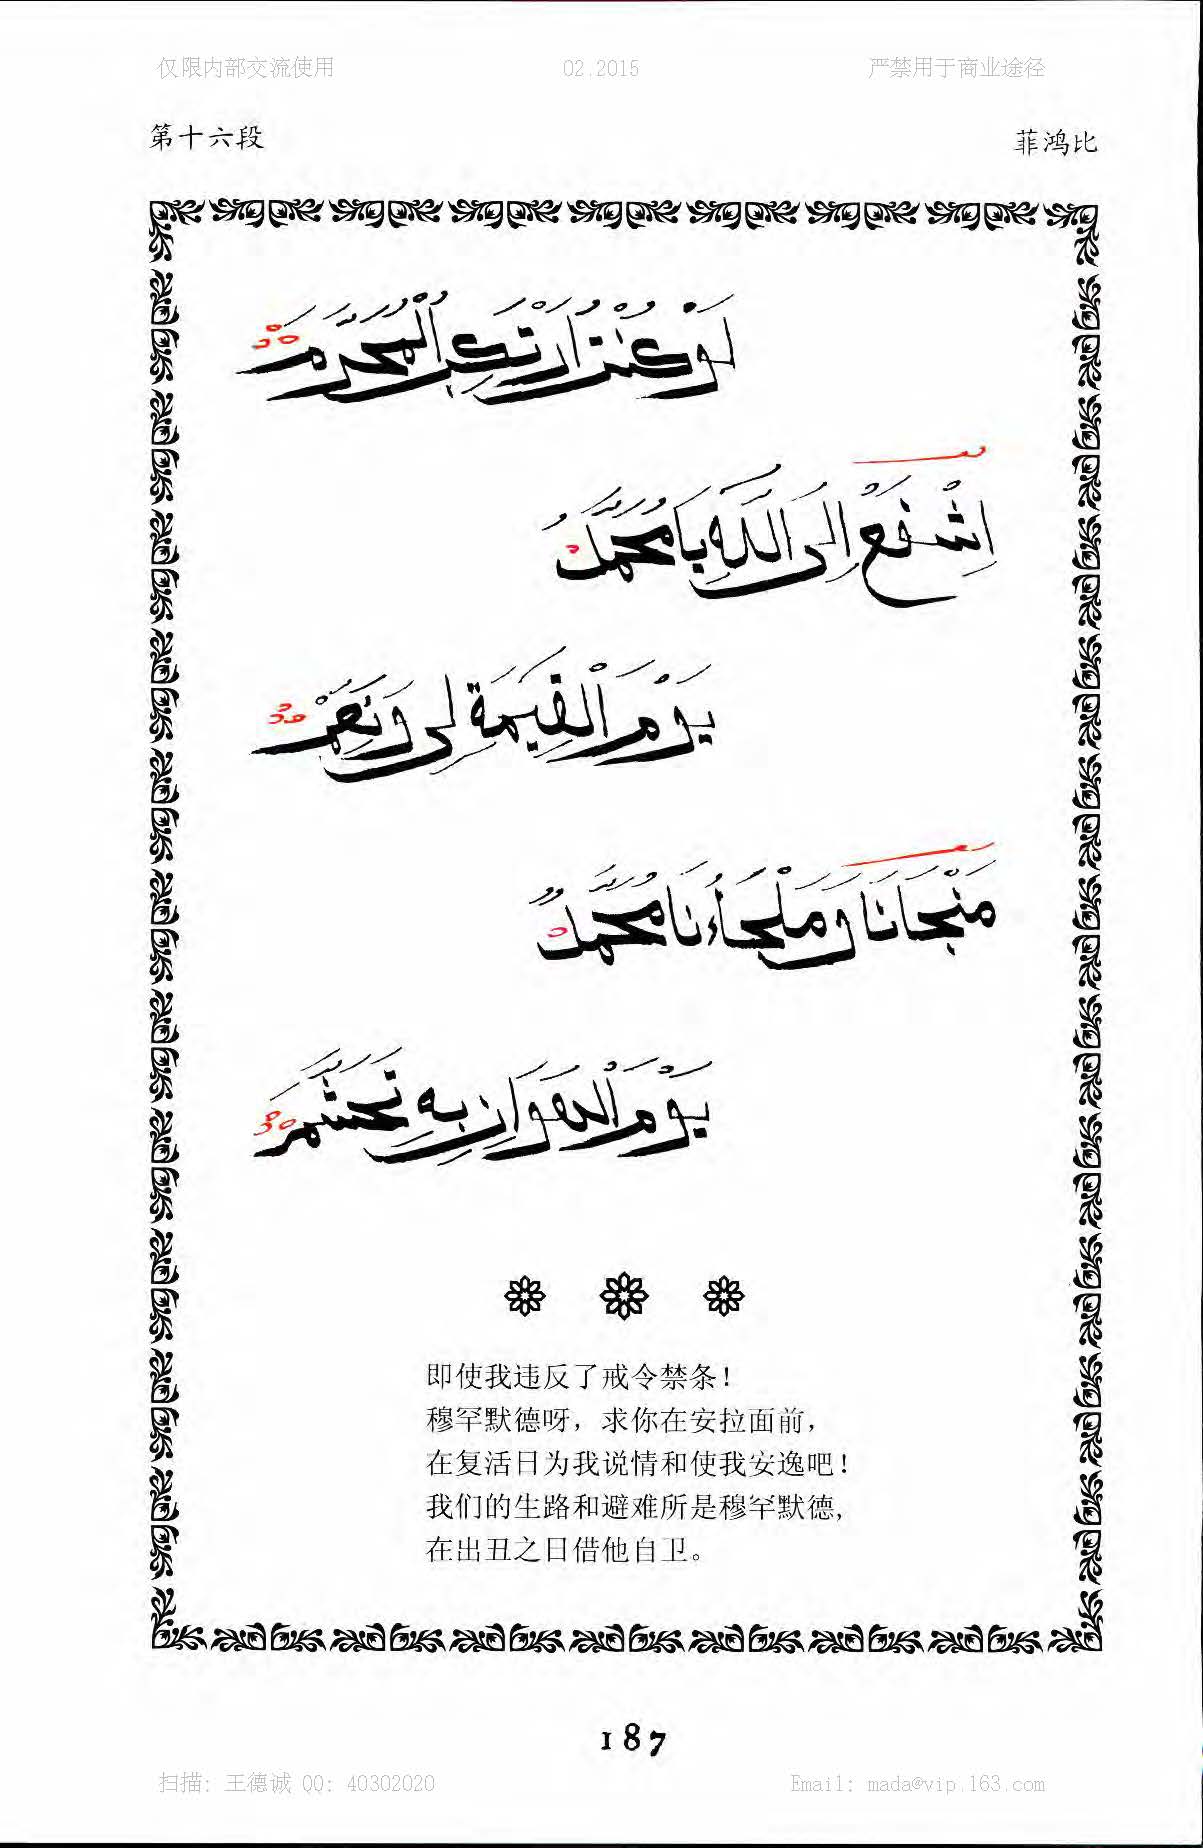 仅限内部交流使用 02.2015 严禁用于商业途径
第十六段 菲鸿比
اِشْفَعْ اِلَى اللَّهِ يَا مُحَمَّدُ
يَوْمَ الْقِيٰمَةِ لِى وَنَعِّمْ
مَنْجَانَا وَمَلْجَأُنَا مُحَمَّدٌ
يَوْمَ الْهَوَانِ بِهِ نَحْشَمُ
即使我违反了戒令禁条！
穆罕默德呀，求你在安拉面前，
在复活日为我说情和使我安逸吧！
我们的生路和避难所是穆罕默德，
在出丑之日借他自卫。
187
扫描：王德诚 QQ：40302020 Email：mada@vip.163.com